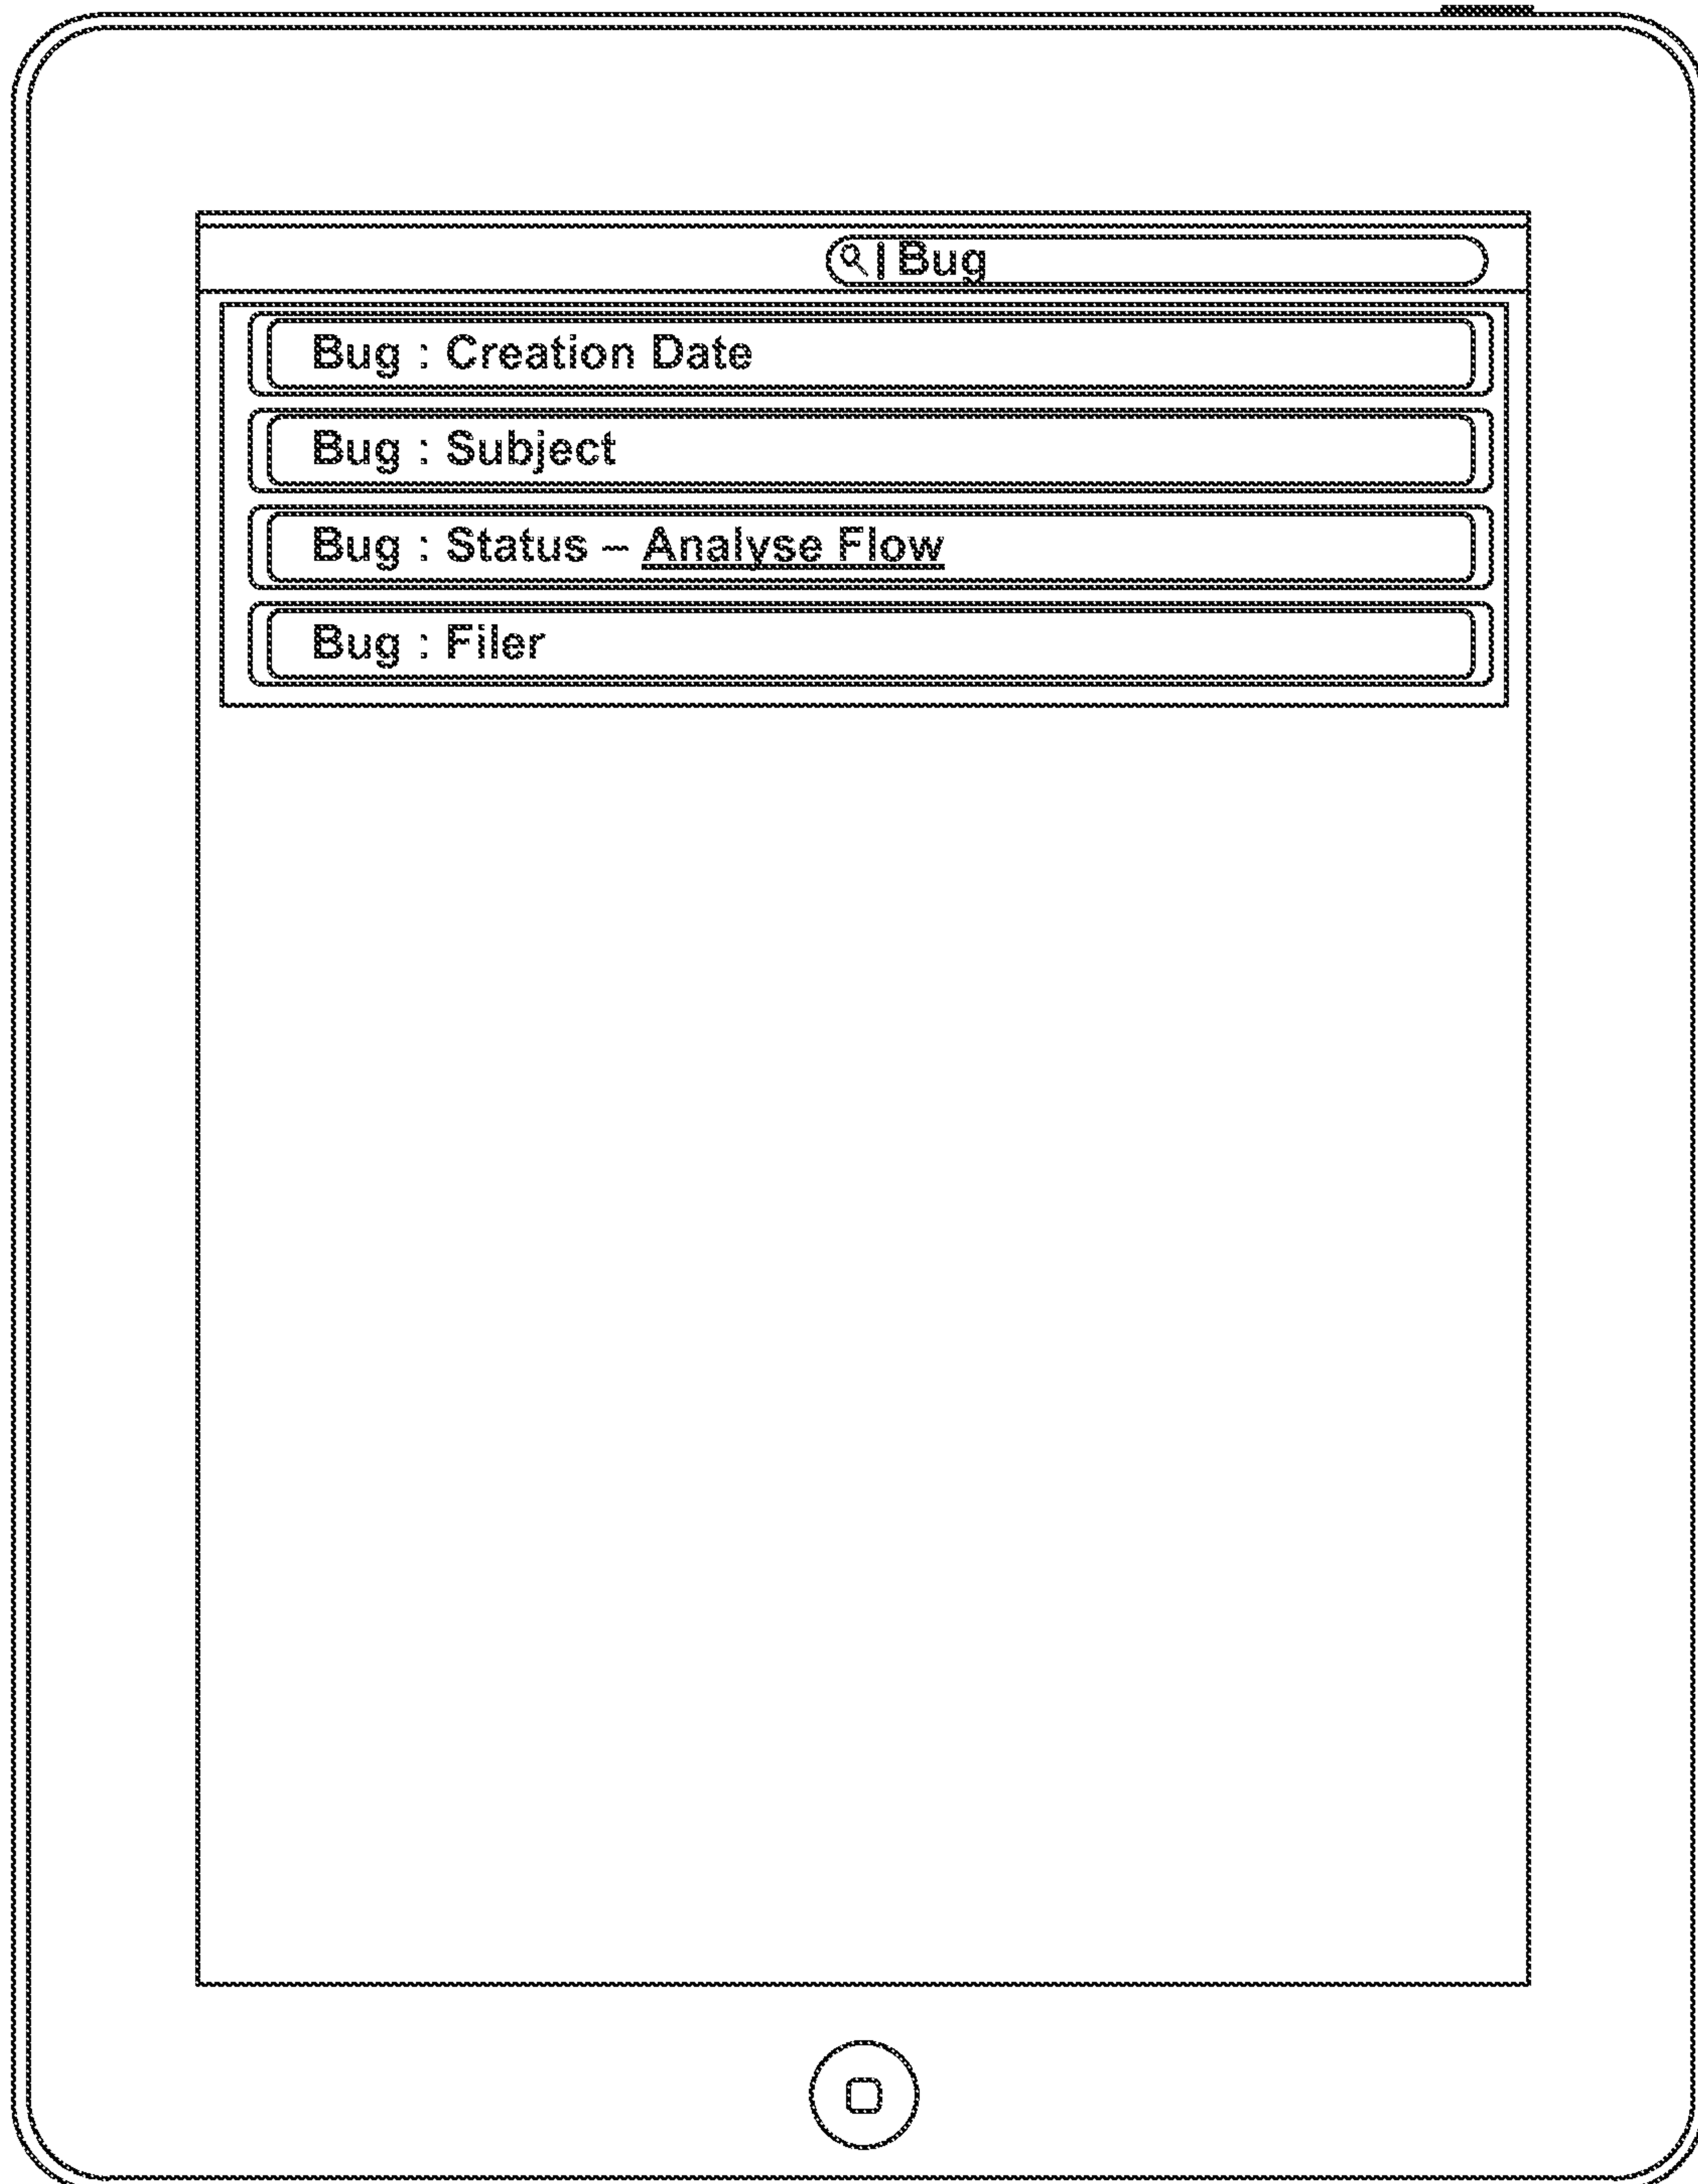 Bug
Bug : Creation Date
Bug : Subject
Bug : Status – Analyse Flow
Bug : Filer